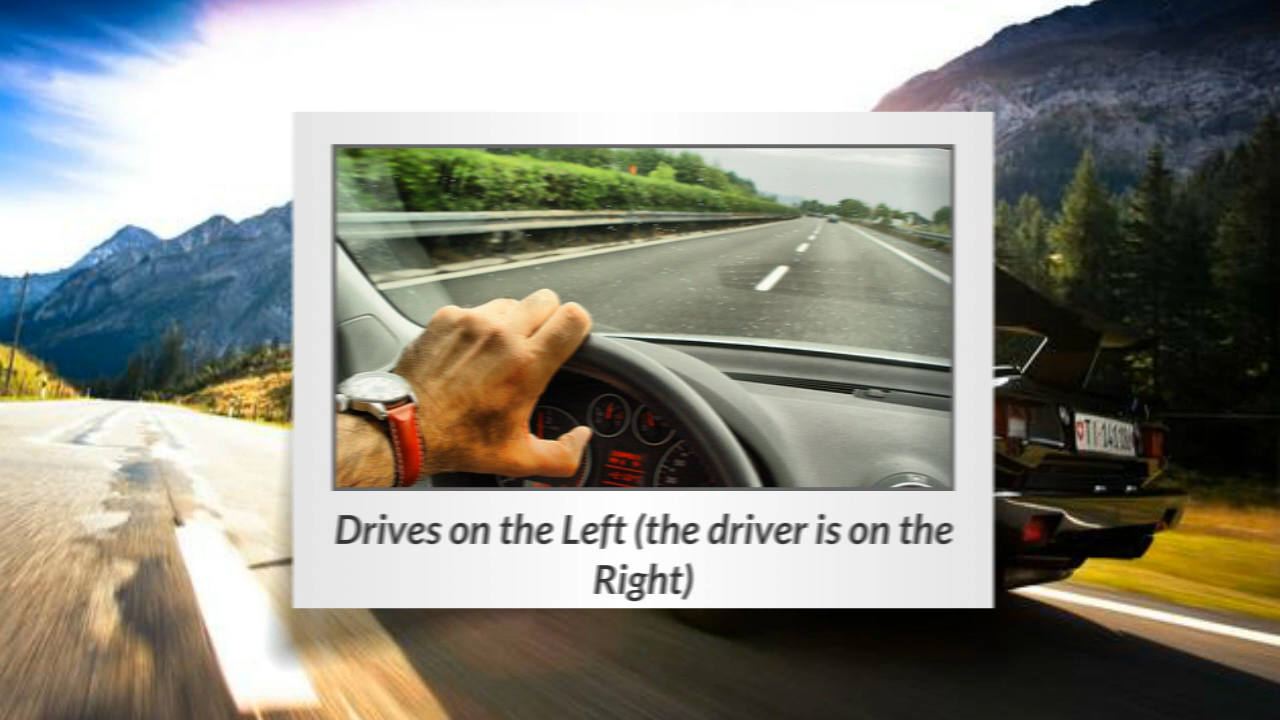 Drives on the Left (the driver is on the
Right)